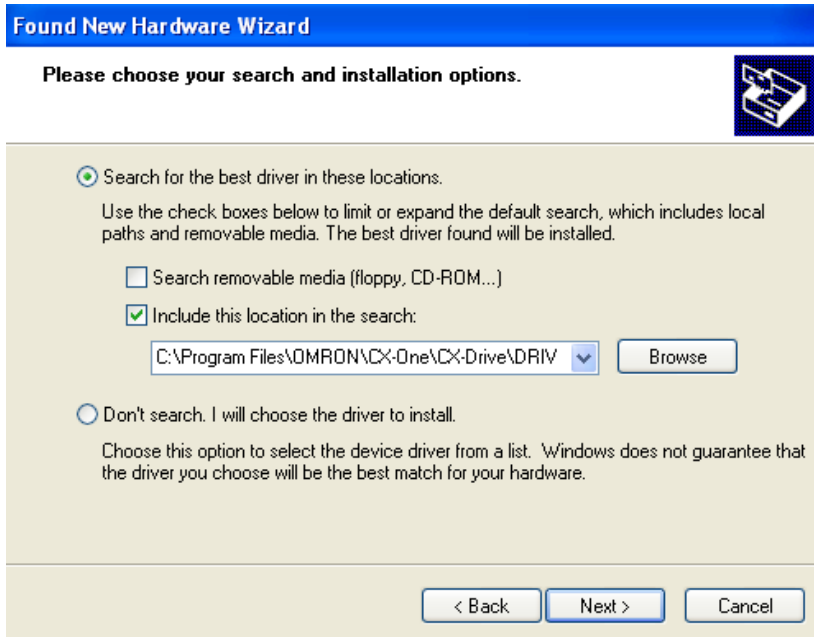 Found New Hardware Wizard
Please choose your search and installation options.
Search for the best driver in these locations.
Use the check boxes below to limit or expand the default search, which includes local
paths and removable media. The best driver found will be installed.
Search removable media (floppy, CD-ROM...)
Include this location in the search:
C:\Program Files\OMRON\CX-One\CX-Drive\DRIV
Browse
Don't search. I will choose the driver to install.
Choose this option to select the device driver from a list. Windows does not guarantee that
the driver you choose will be the best match for your hardware.
< Back
Next >
Cancel